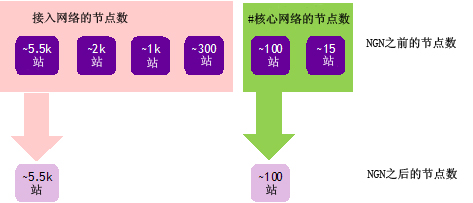 接入网络的节点数
#核心网络的节点数
~5.5k
站
~2k
站
~1k
站
~300
站
~100
站
~15
站
NGN之前的节点数
~5.5k
站
~100
站
NGN之后的节点数